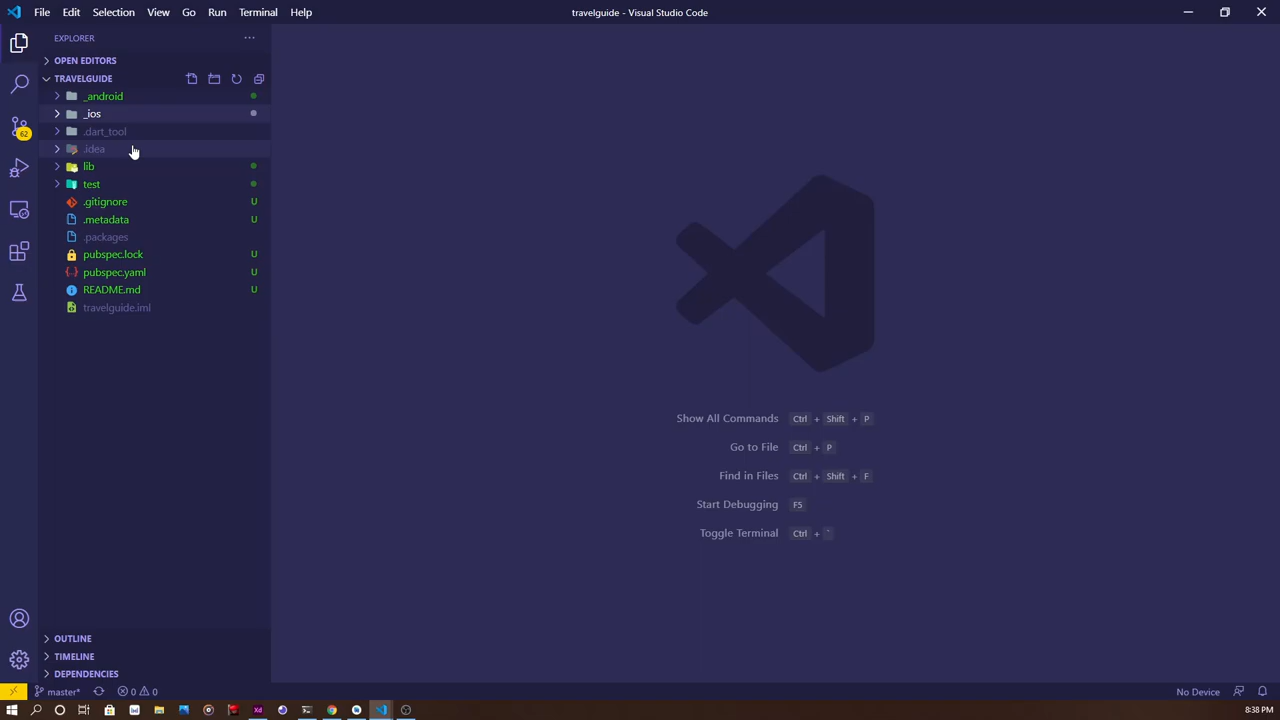 File Edit Selection View Go Run Terminal Help
travelguide - Visual Studio Code
EXPLORER
OPEN EDITORS
TRAVELGUIDE
_android
_ios
.dart_tool
.idea
lib
test
.gitignore U
.metadata U
.packages
pubspec.lock U
pubspec.yaml U
README.md U
travelguide.iml
62
Show All Commands Ctrl + Shift + P
Go to File Ctrl + P
Find in Files Ctrl + Shift + F
Start Debugging F5
Toggle Terminal Ctrl + `
OUTLINE
TIMELINE
DEPENDENCIES
master* 0 0
No Device
Xd
8:38 PM